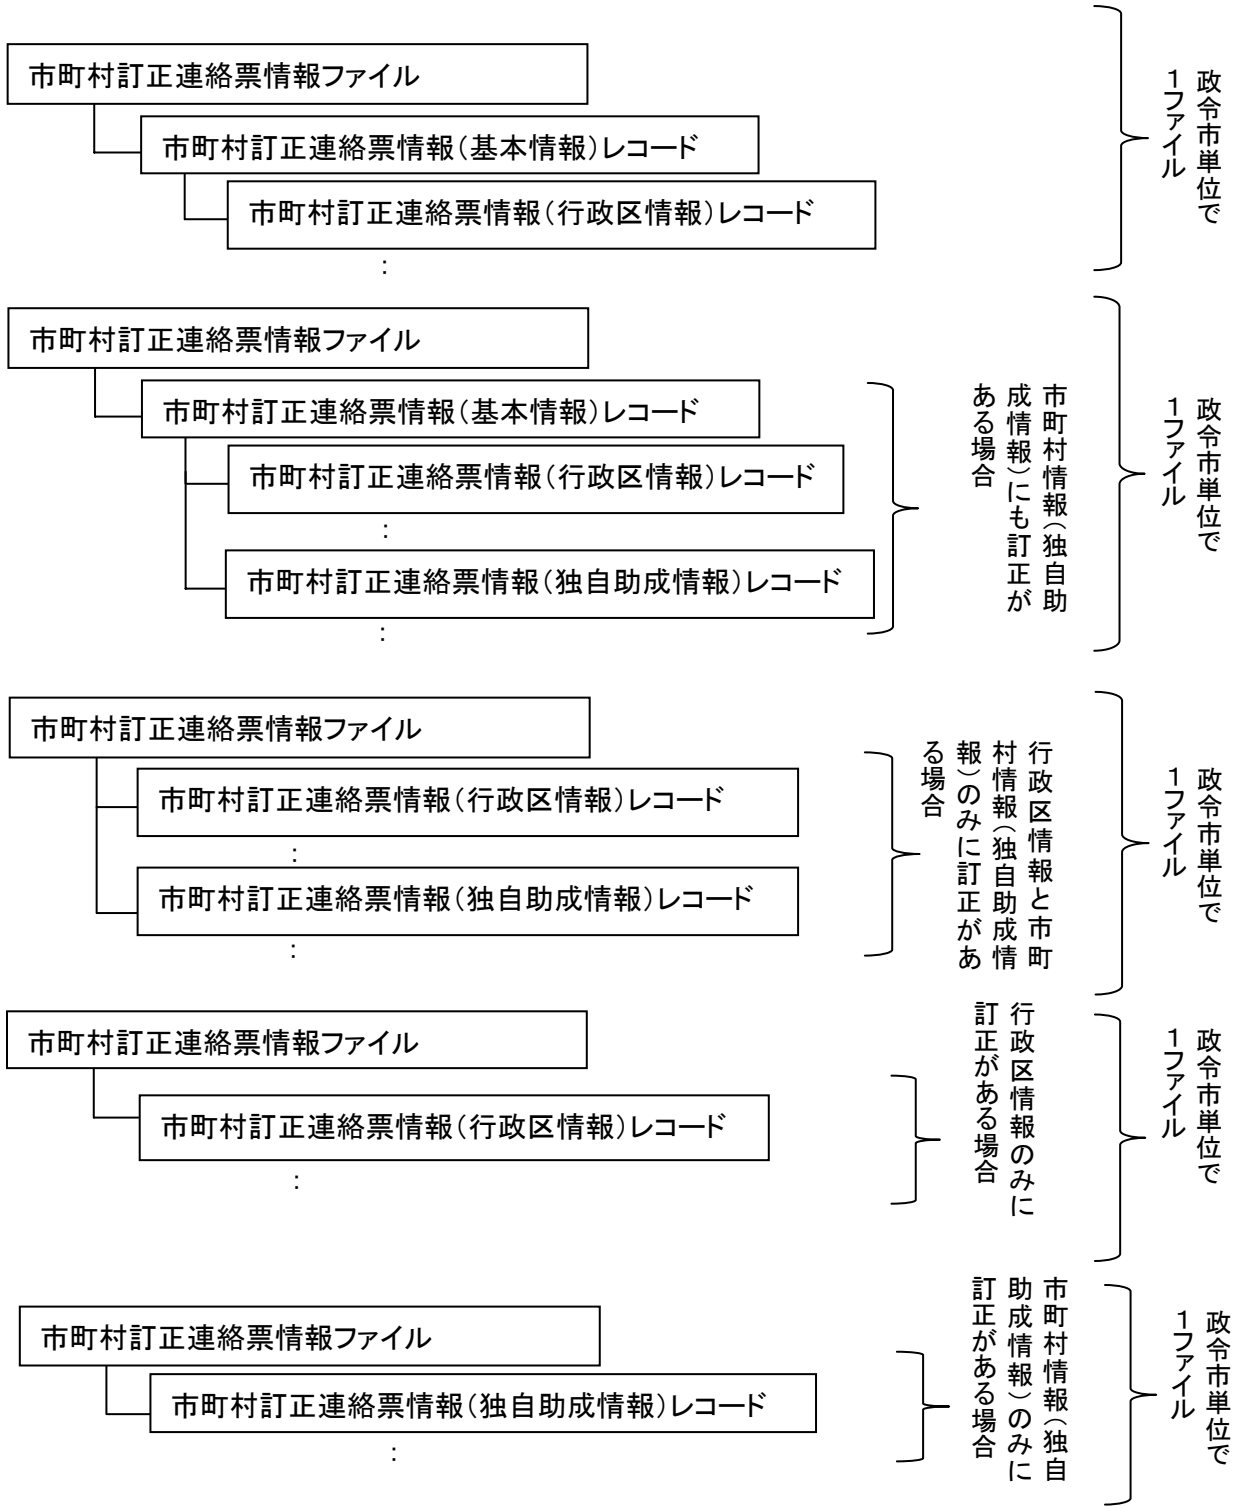 市町村訂正連絡票情報ファイル
市町村訂正連絡票情報（基本情報）レコード
市町村訂正連絡票情報（行政区情報）レコード
：
政令市単位で
１ファイル
市町村訂正連絡票情報ファイル
市町村訂正連絡票情報（基本情報）レコード
市町村訂正連絡票情報（行政区情報）レコード
：
市町村訂正連絡票情報（独自助成情報）レコード
：
市町村情報（独自助
成情報）にも訂正が
ある場合
政令市単位で
１ファイル
市町村訂正連絡票情報ファイル
市町村訂正連絡票情報（行政区情報）レコード
：
市町村訂正連絡票情報（独自助成情報）レコード
：
行政区情報と市町
村情報（独自助成情
報）のみに訂正があ
る場合
政令市単位で
１ファイル
市町村訂正連絡票情報ファイル
市町村訂正連絡票情報（行政区情報）レコード
：
行政区情報のみに
訂正がある場合
政令市単位で
１ファイル
市町村訂正連絡票情報ファイル
市町村訂正連絡票情報（独自助成情報）レコード
：
市町村情報（独自
助成情報）のみに
訂正がある場合
政令市単位で
１ファイル